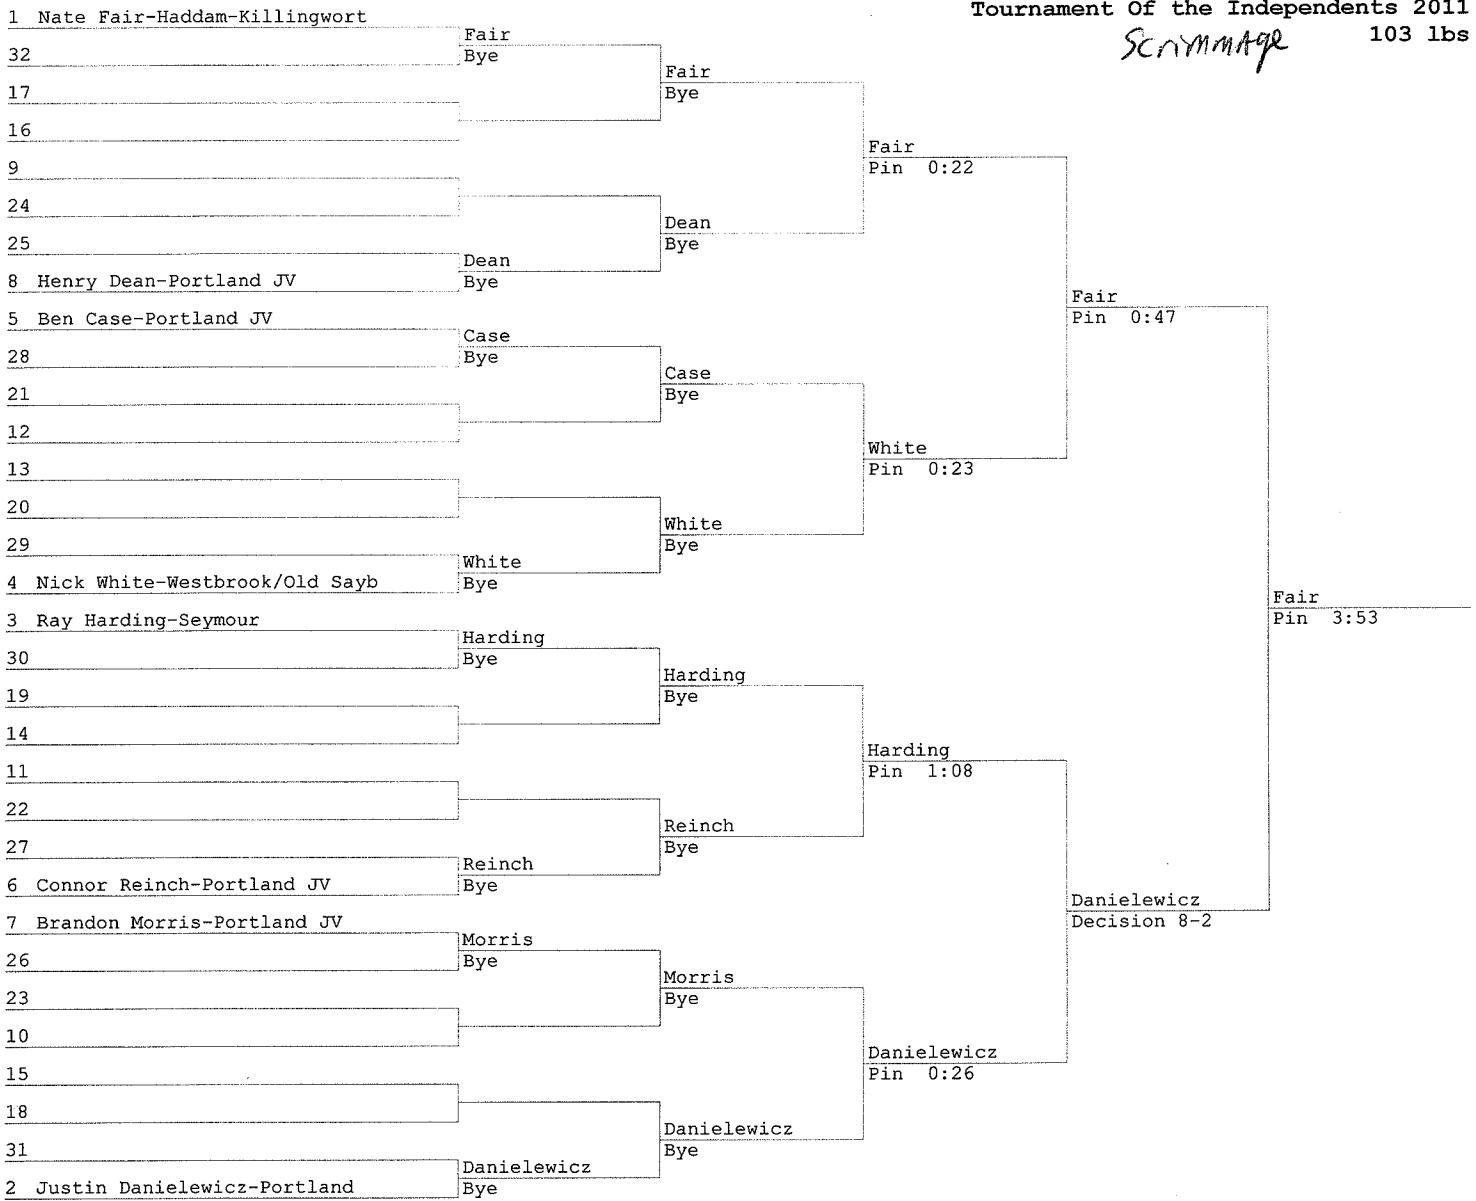 Tournament Of the Independents 2011
Scrimmage 103 lbs
1 Nate Fair-Haddam-Killingwort
Fair
32
Bye
Fair
17
Bye
16
Fair
9
Pin 0:22
24
Dean
25
Bye
Dean
8 Henry Dean-Portland JV
Bye
Fair
5 Ben Case-Portland JV
Pin 0:47
Case
28
Bye
Case
21
Bye
12
White
13
Pin 0:23
20
White
29
Bye
White
4 Nick White-Westbrook/Old Sayb
Bye
Fair
3 Ray Harding-Seymour
Pin 3:53
Harding
30
Bye
Harding
19
Bye
14
Harding
11
Pin 1:08
22
Reinch
27
Bye
Reinch
6 Connor Reinch-Portland JV
Bye
Danielewicz
7 Brandon Morris-Portland JV
Decision 8-2
Morris
26
Bye
Morris
23
Bye
10
Danielewicz
15
Pin 0:26
18
Danielewicz
31
Bye
Danielewicz
2 Justin Danielewicz-Portland
Bye